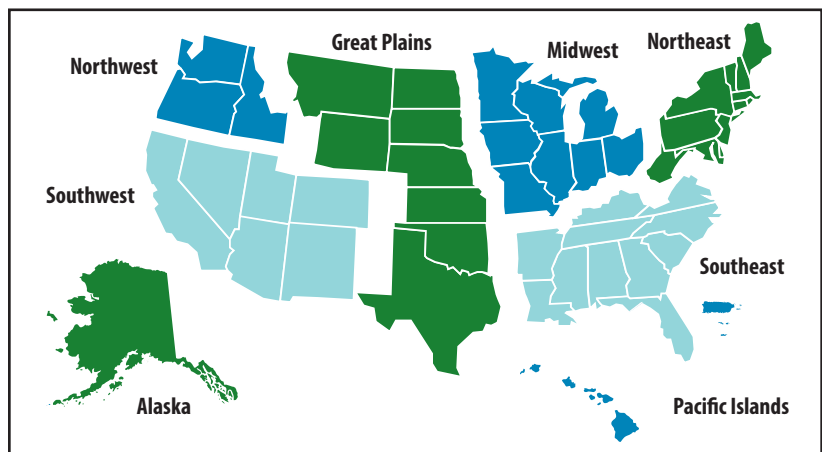 Great Plains
Northeast
Midwest
Northwest
Southwest
Southeast
Alaska
Pacific Islands